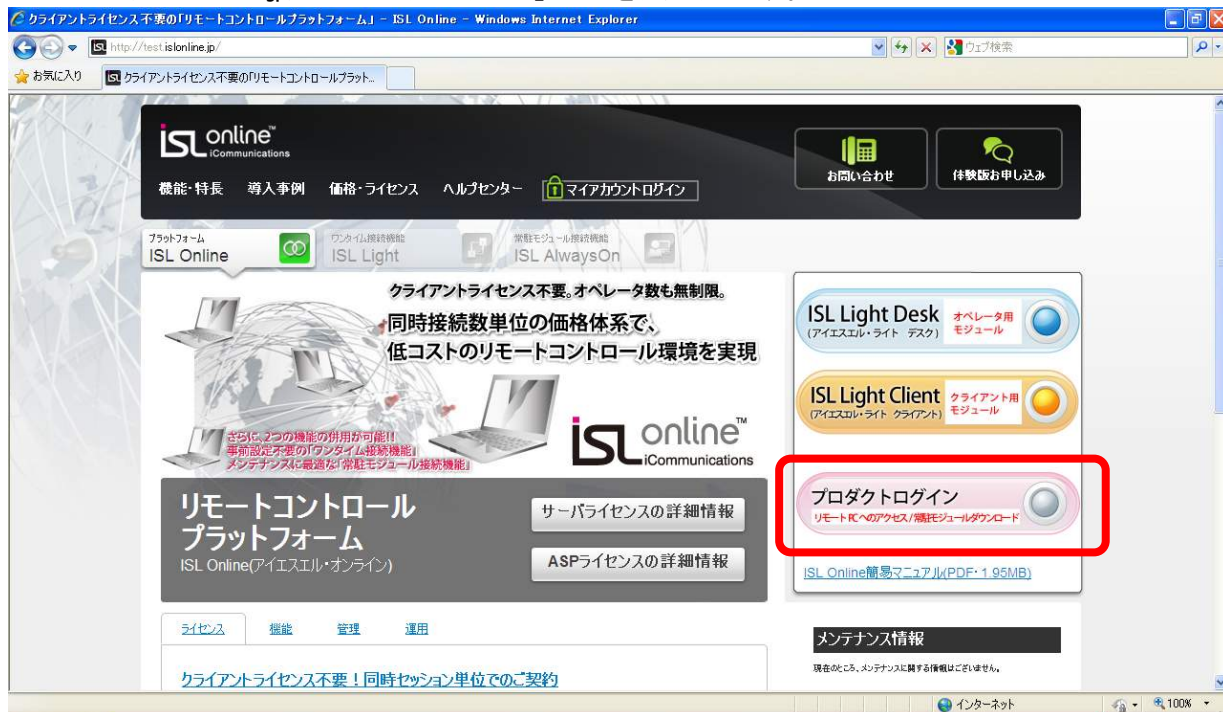 クライアントライセンス不要の「リモートコントロールプラットフォーム」 - ISL Online - Windows Internet Explorer
http://test.islonline.jp/
ウェブ検索
お気に入り
クライアントライセンス不要の「リモートコントロールプラット...
isl online™
iCommunications
お問い合わせ
体験版お申し込み
機能・特長 導入事例 価格・ライセンス ヘルプセンター マイアカウントログイン
プラットフォーム
ISL Online
ワンタイム接続機能
ISL Light
常駐モジュール接続機能
ISL AlwaysOn
クライアントライセンス不要。オペレータ数も無制限。
同時接続数単位の価格体系で、
低コストのリモートコントロール環境を実現
さらに、2つの機能の併用が可能!!
事前設定不要の「ワンタイム接続機能」
メンテナンスに最適な「常駐モジュール接続機能」
isl online™
iCommunications
ISL Light Desk
(アイエスエル・ライト デスク)
オペレータ用
モジュール
ISL Light Client
(アイエスエル・ライト クライアント)
クライアント用
モジュール
プロダクトログイン
リモートPCへのアクセス/常駐モジュールダウンロード
ISL Online簡易マニュアル(PDF・1.95MB)
リモートコントロール
プラットフォーム
ISL Online(アイエスエル・オンライン)
サーバライセンスの詳細情報
ASPライセンスの詳細情報
ライセンス 機能 管理 運用
クライアントライセンス不要！同時セッション単位でのご契約
メンテナンス情報
現在のところ、メンテナンスに関する情報はございません。
インターネット
100%